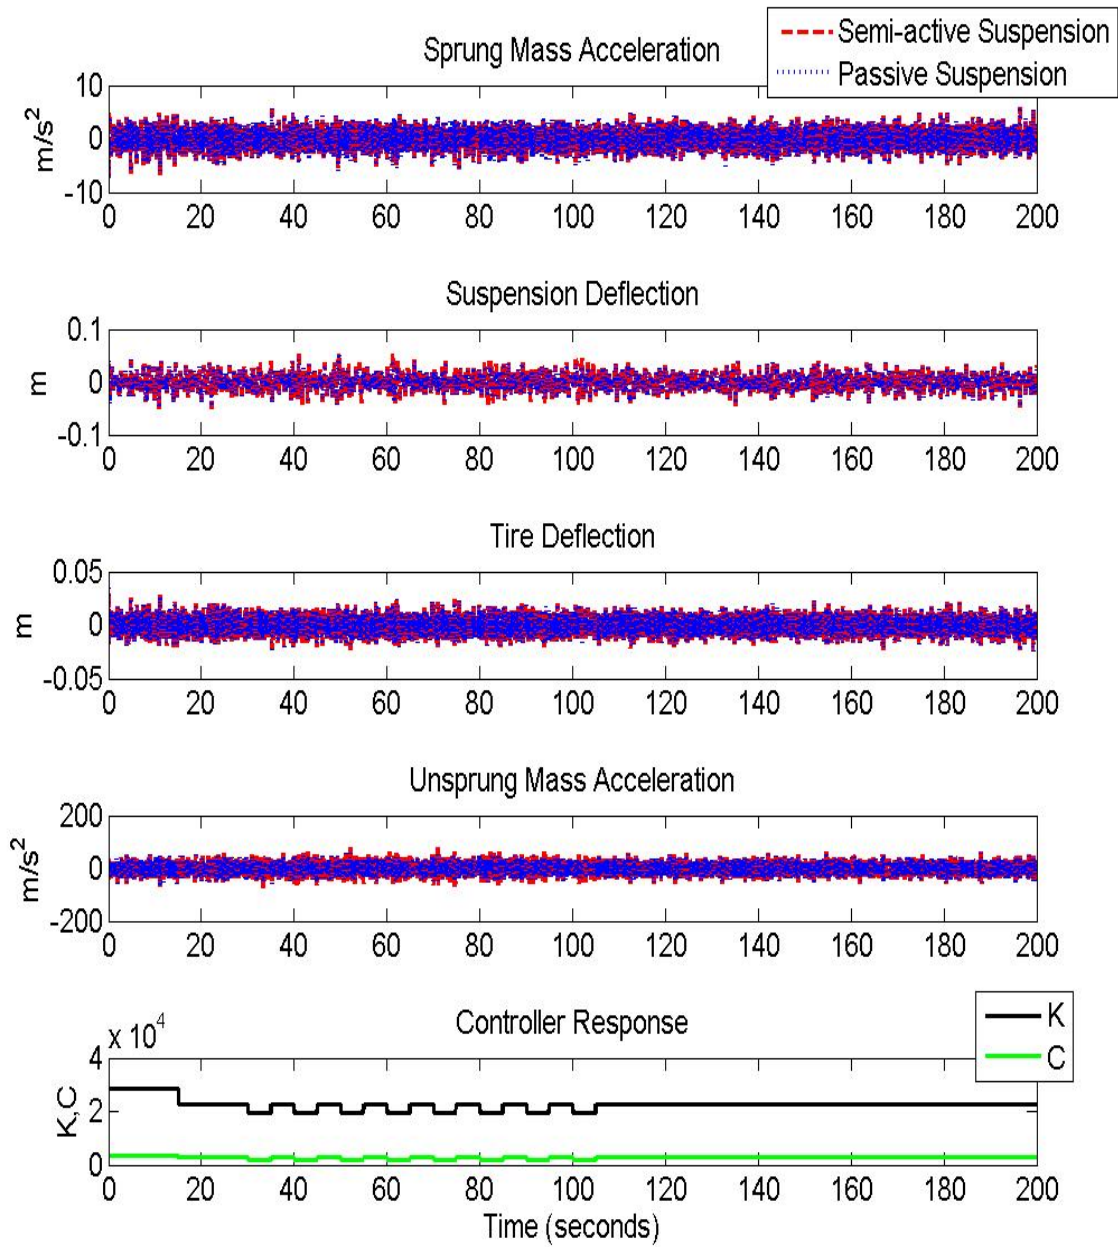 Semi-active Suspension
Passive Suspension
Sprung Mass Acceleration
10
0
-10
m/s²
0 20 40 60 80 100 120 140 160 180 200
Suspension Deflection
0.1
0
-0.1
m
0 20 40 60 80 100 120 140 160 180 200
Tire Deflection
0.05
0
-0.05
m
0 20 40 60 80 100 120 140 160 180 200
Unsprung Mass Acceleration
200
0
-200
m/s²
0 20 40 60 80 100 120 140 160 180 200
Controller Response
K
C
x 10⁴
4
2
0
K,C
0 20 40 60 80 100 120 140 160 180 200
Time (seconds)